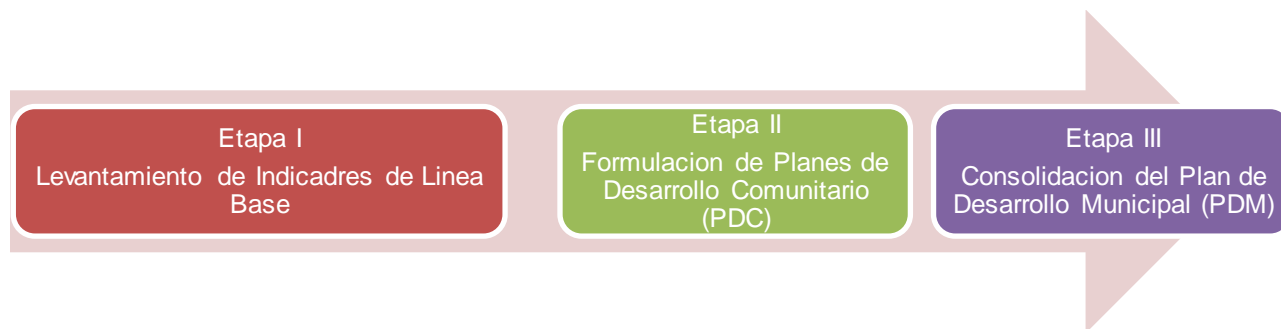 Etapa I
Levantamiento de Indicadres de Linea
Base
Etapa II
Formulacion de Planes de
Desarrollo Comunitario
(PDC)
Etapa III
Consolidacion del Plan de
Desarrollo Municipal (PDM)